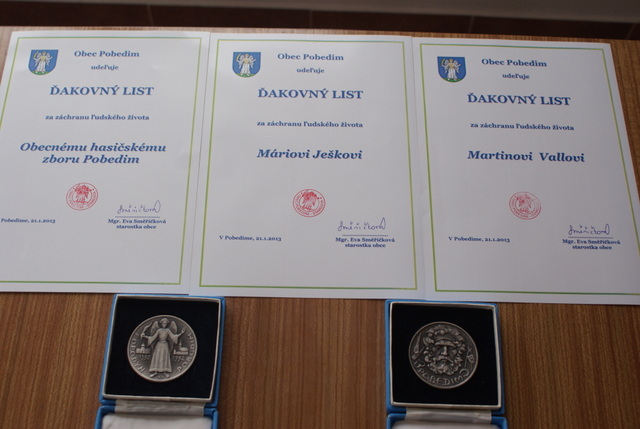 Obec Pobedim
udeľuje
ĎAKOVNÝ LIST
za záchranu ľudského života
Obecnému hasičskému
zboru Pobedim
Pobedime, 21.1.2013
Mgr. Eva Směřičková
starostka obce
Obec Pobedim
udeľuje
ĎAKOVNÝ LIST
za záchranu ľudského života
Máriovi Ješkovi
V Pobedime, 21.1.2013
Mgr. Eva Směřičková
starostka obce
Obec Pobedim
udeľuje
ĎAKOVNÝ LIST
za záchranu ľudského života
Martinovi Vallovi
V Pobedime, 21.1.2013
Mgr. Eva Směřičková
starostka obce